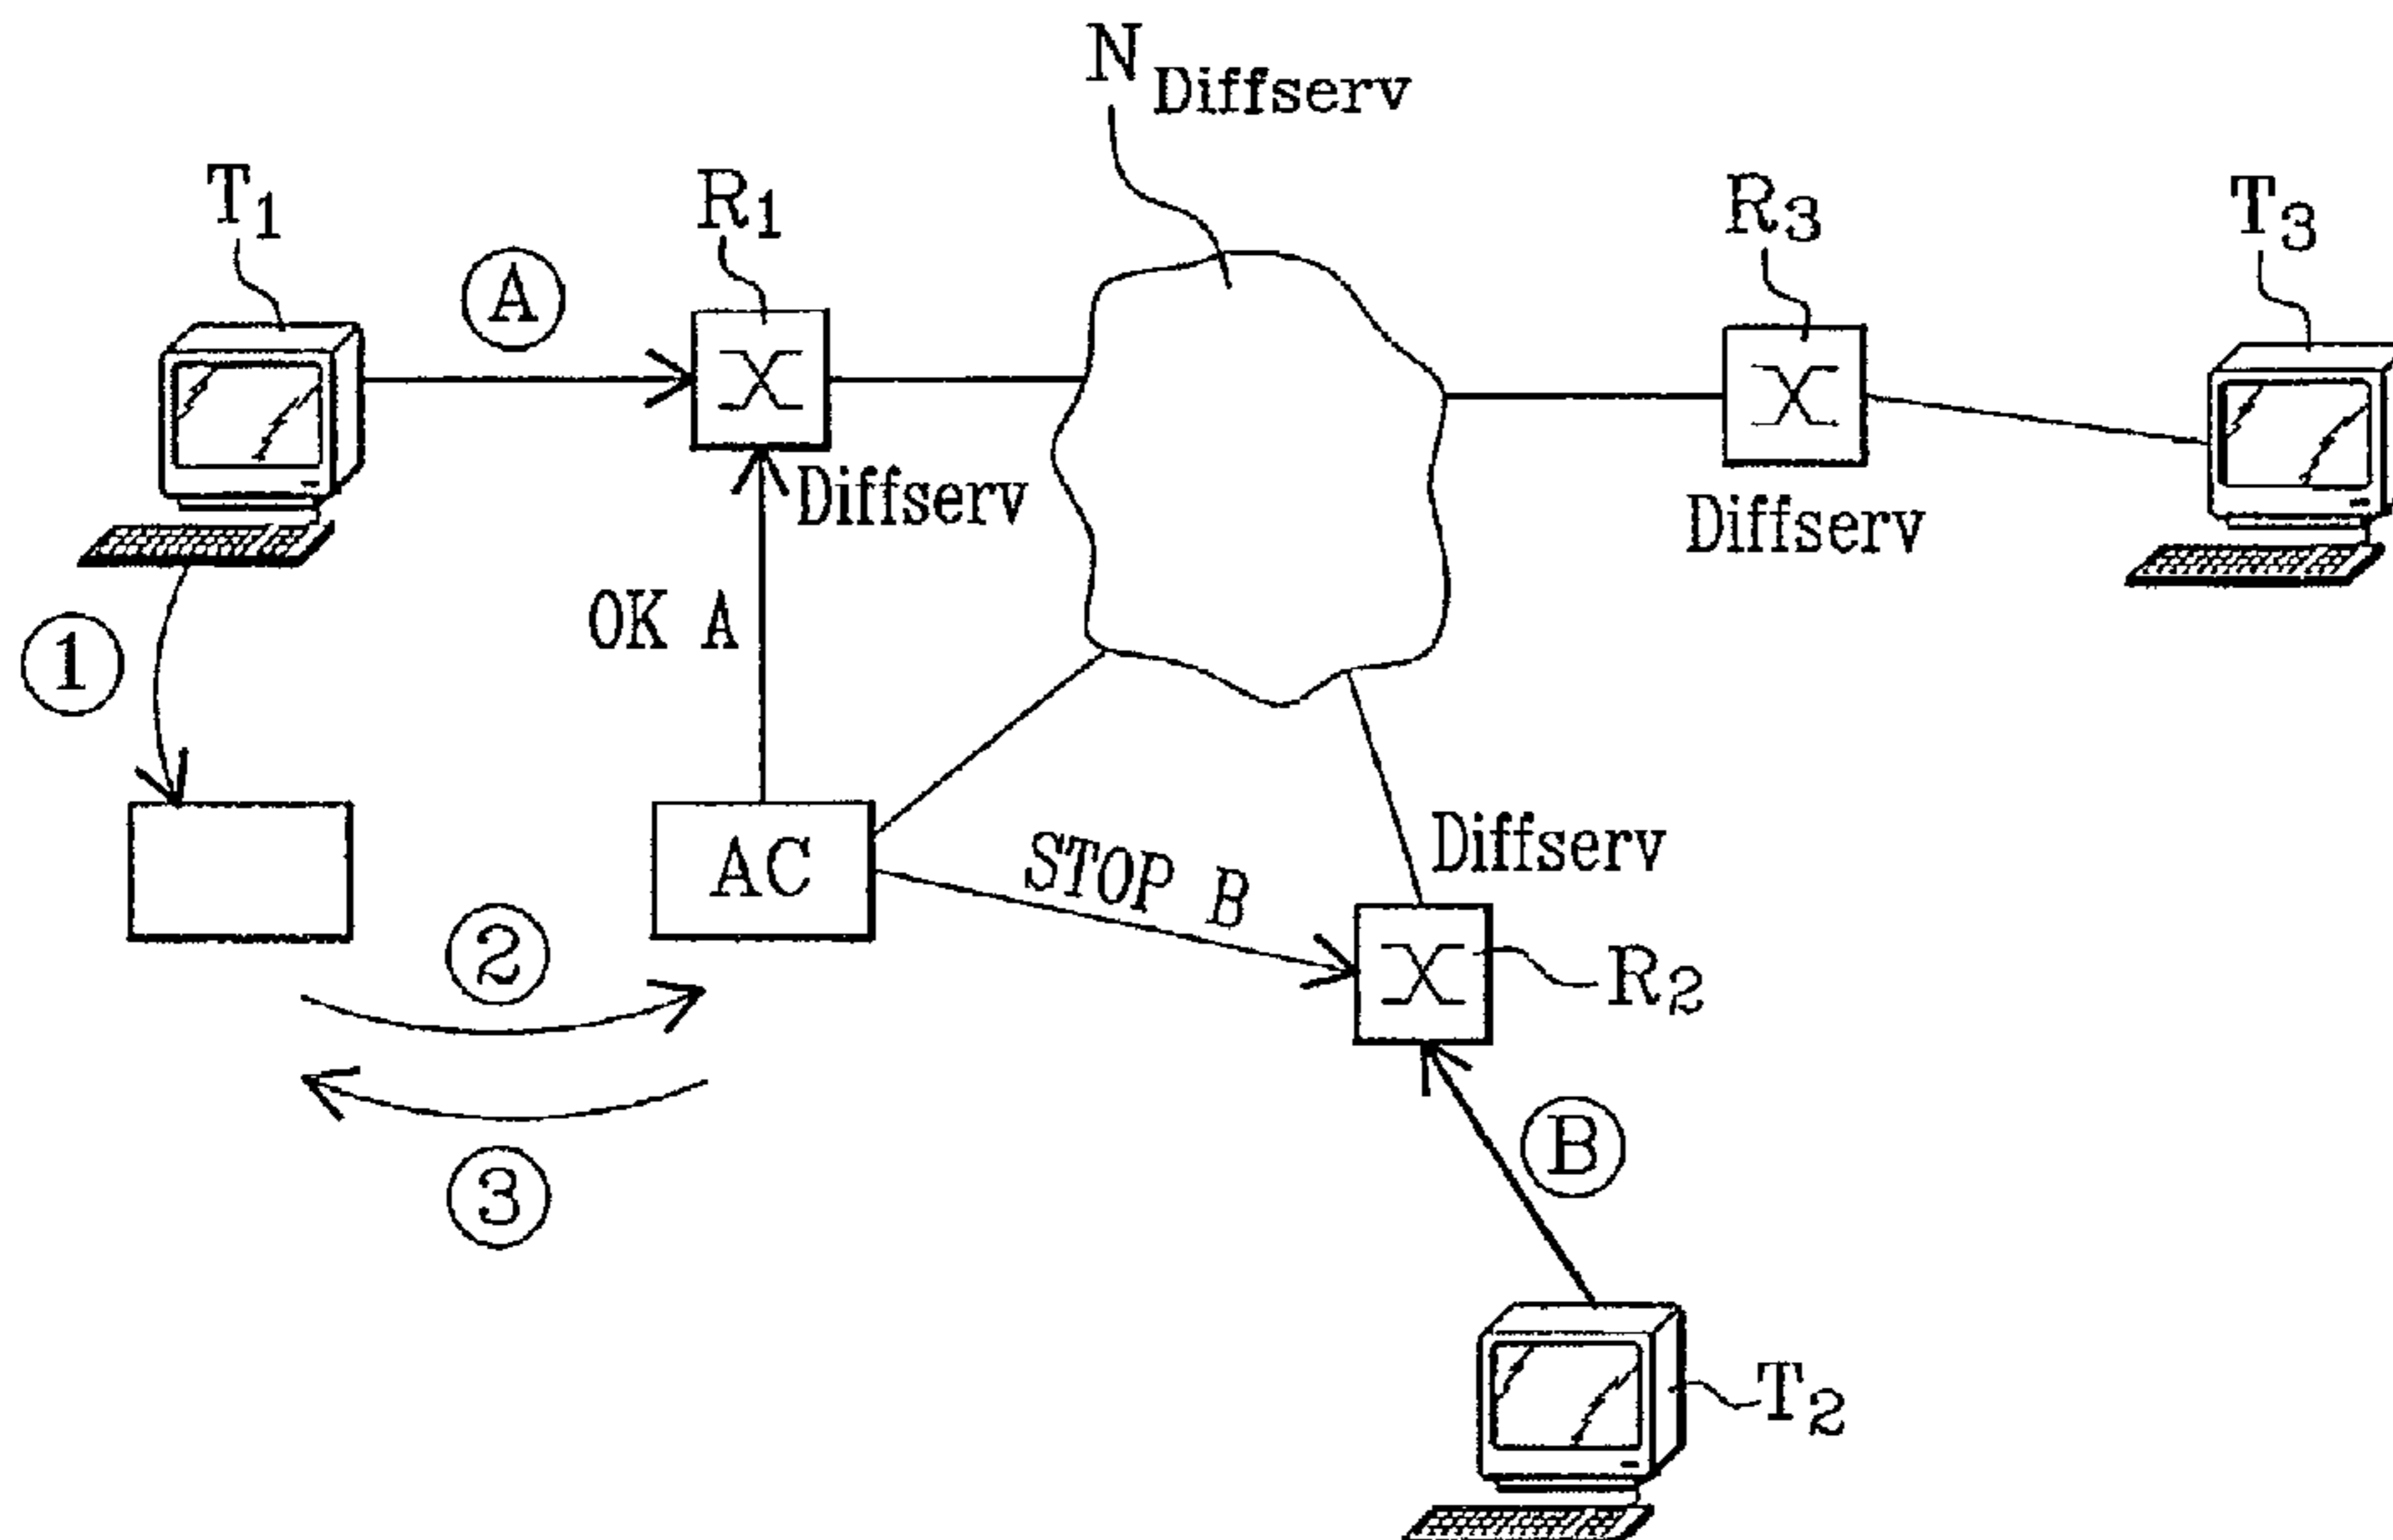 N Diffserv
T1
R1
R3
T3
A
Diffserv
Diffserv
OK A
1
AC
STOP B
Diffserv
2
R2
3
B
T2